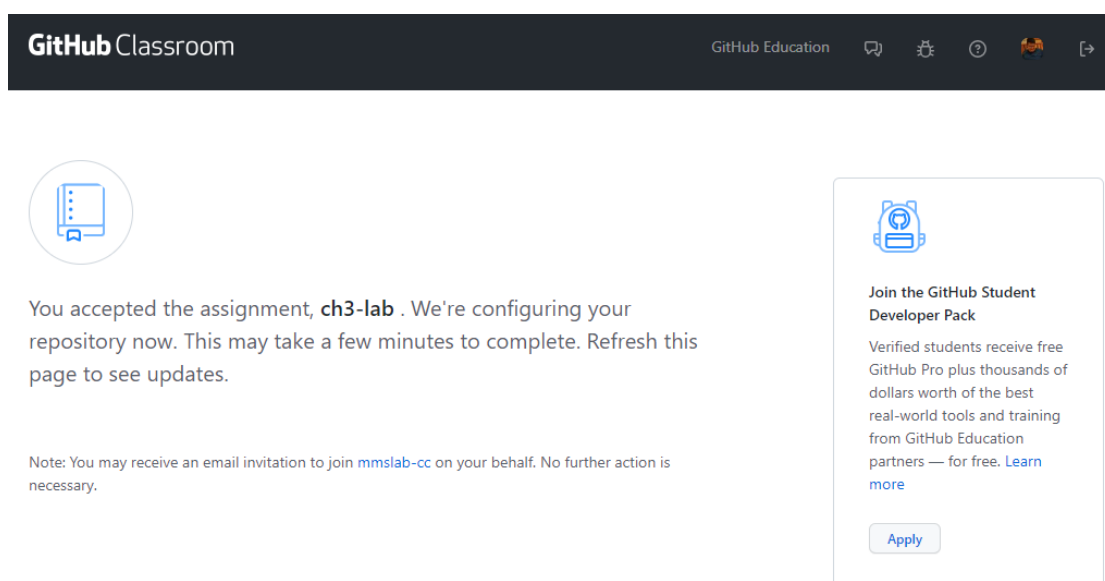 GitHub Classroom
GitHub Education
You accepted the assignment, ch3-lab . We're configuring your
repository now. This may take a few minutes to complete. Refresh this
page to see updates.
Note: You may receive an email invitation to join mmslab-cc on your behalf. No further action is
necessary.
Join the GitHub Student
Developer Pack
Verified students receive free
GitHub Pro plus thousands of
dollars worth of the best
real-world tools and training
from GitHub Education
partners — for free. Learn
more
Apply